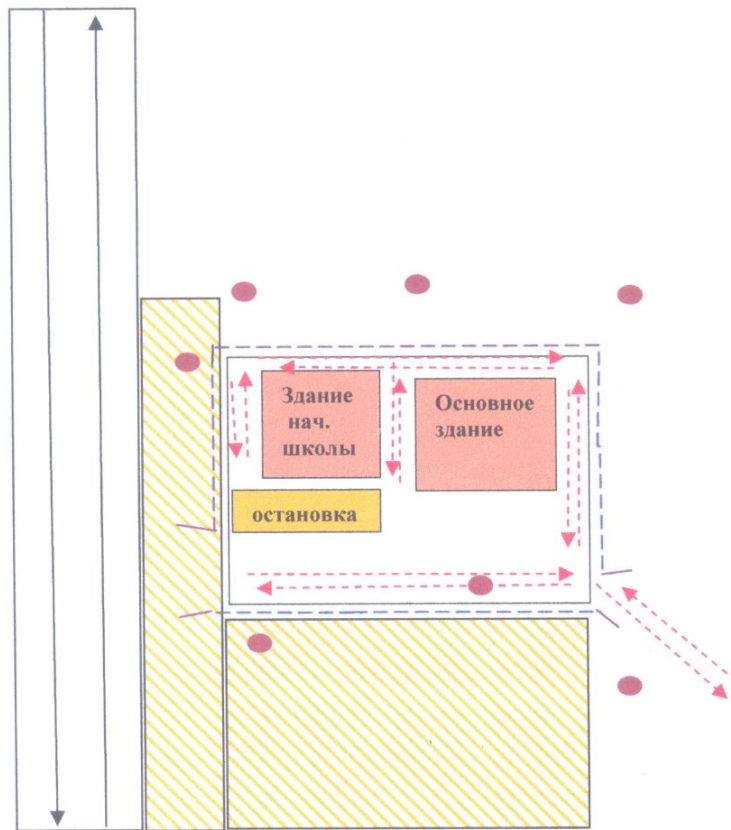 Здание
нач.
школы
Основное
здание
остановка